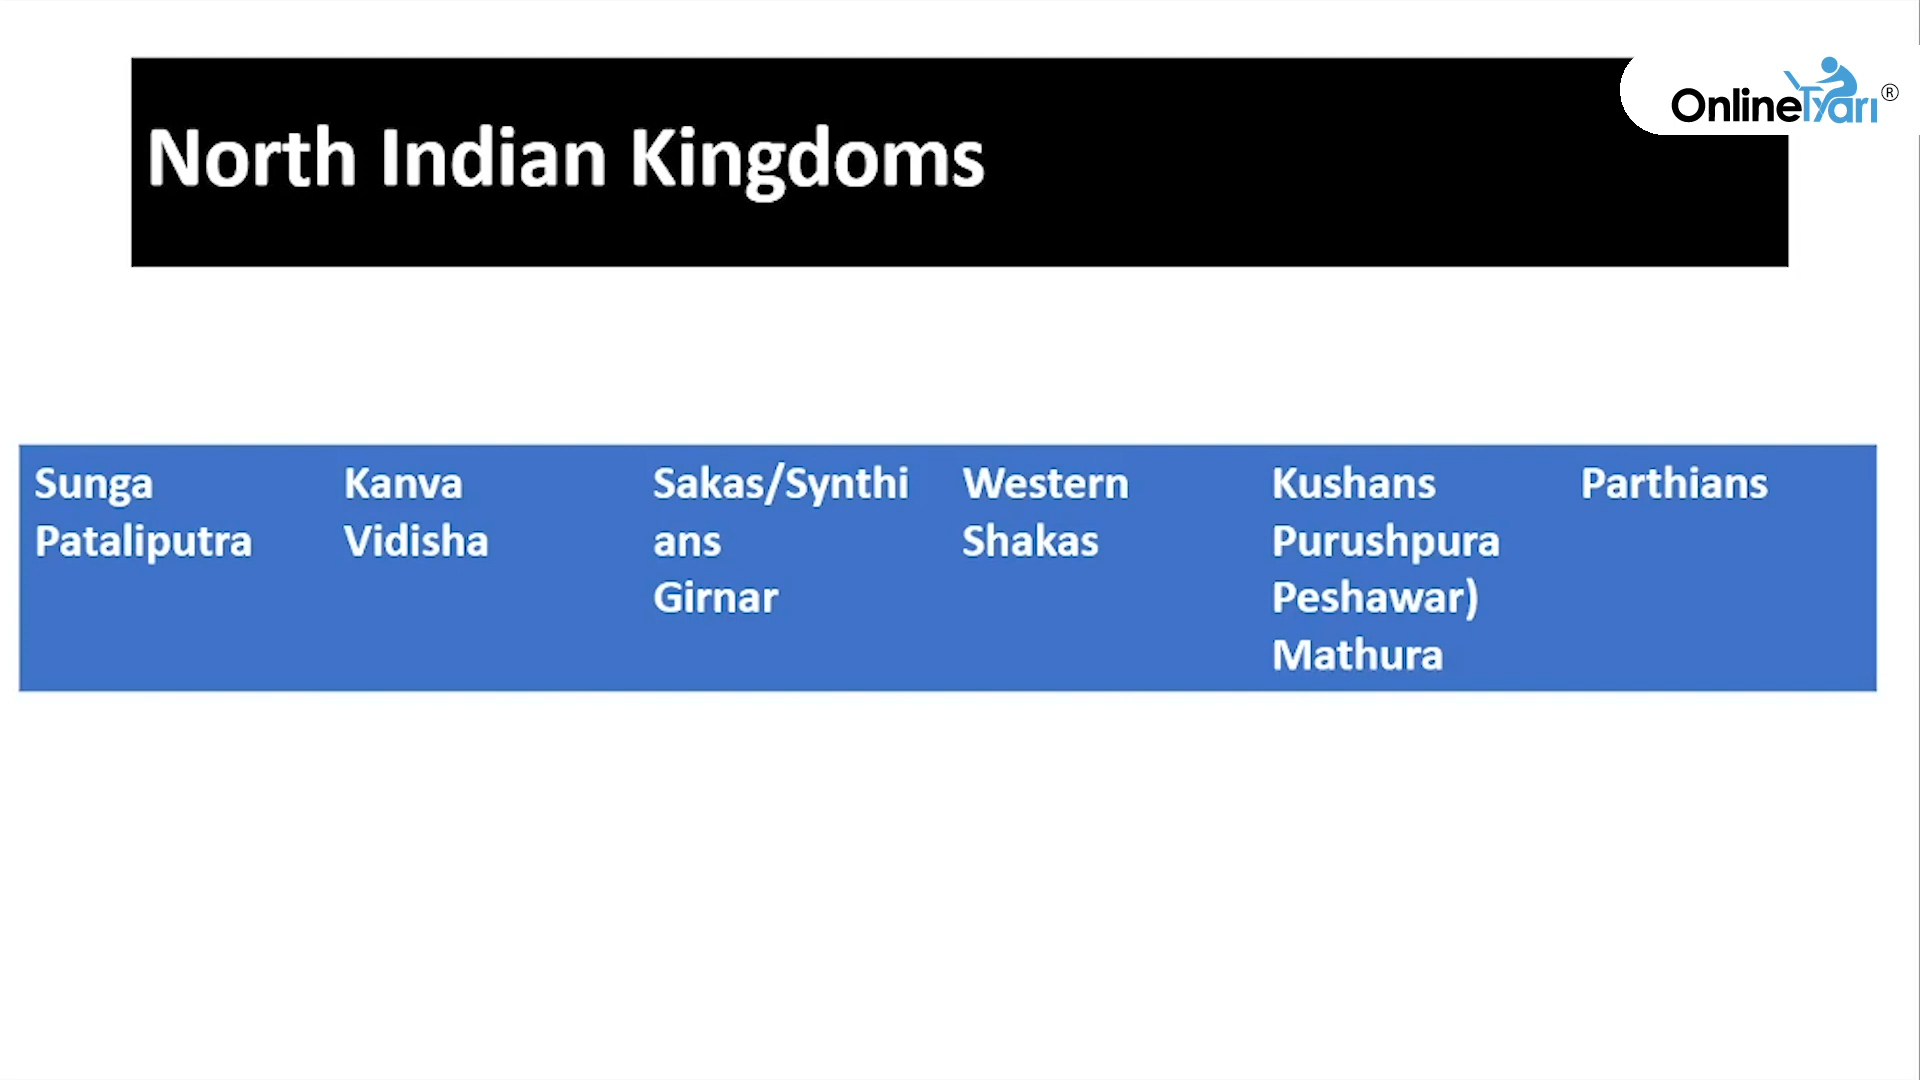 OnlineTyari®
North Indian Kingdoms
Sunga
Pataliputra
Kanva
Vidisha
Sakas/Synthi
ans
Girnar
Western
Shakas
Kushans
Purushpura
Peshawar)
Mathura
Parthians